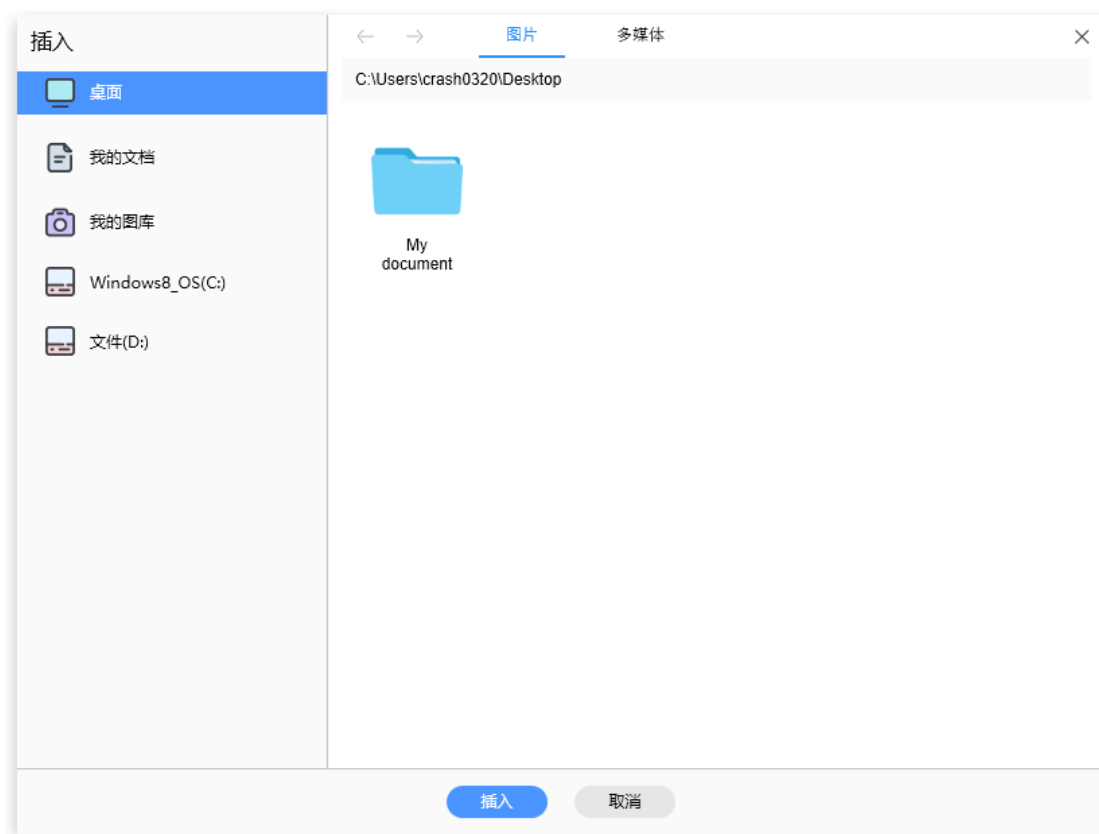 插入
桌面
我的文档
我的图库
Windows8_OS(C:)
文件(D:)
图片
多媒体
C:\Users\crash0320\Desktop
My
document
插入
取消